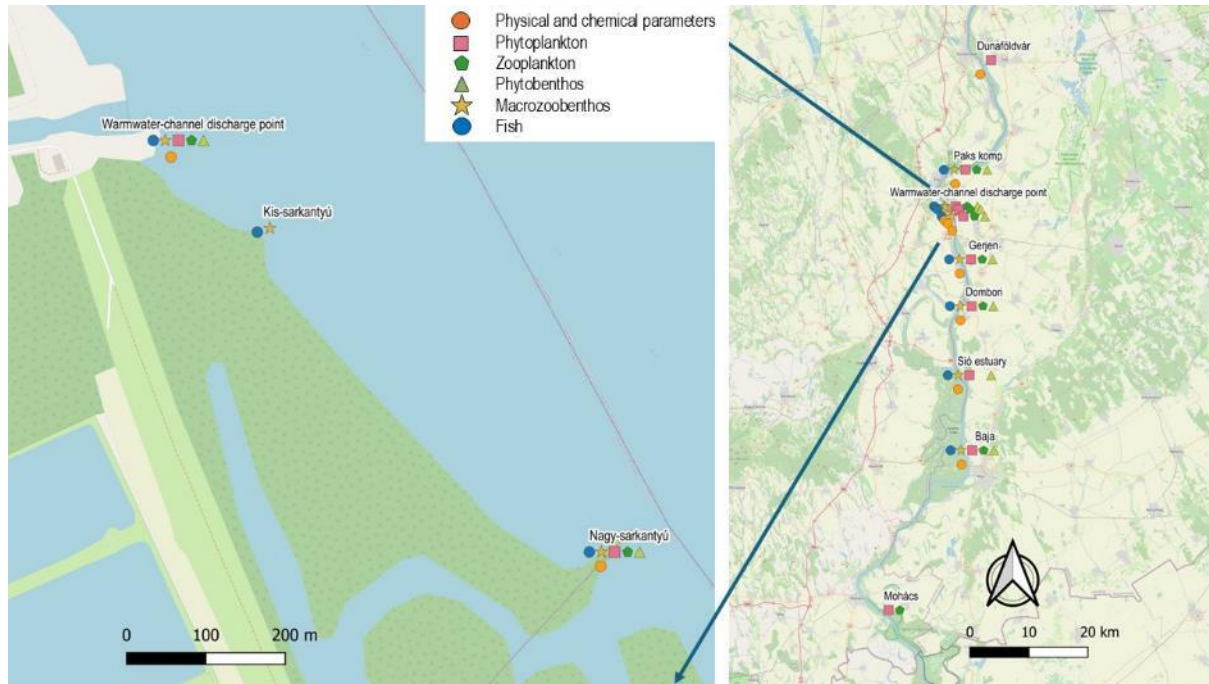 Physical and chemical parameters
Phytoplankton
Zooplankton
Phytobenthos
Macrozoobenthos
Fish
Warmwater-channel discharge point
Kis-sarkantyú
Nagy-sarkantyú
0 100 200 m
Dunaföldvár
Paks komp
Warmwater-channel discharge point
Gerjen
Dombori
Sió estuary
Baja
Mohács
0 10 20 km